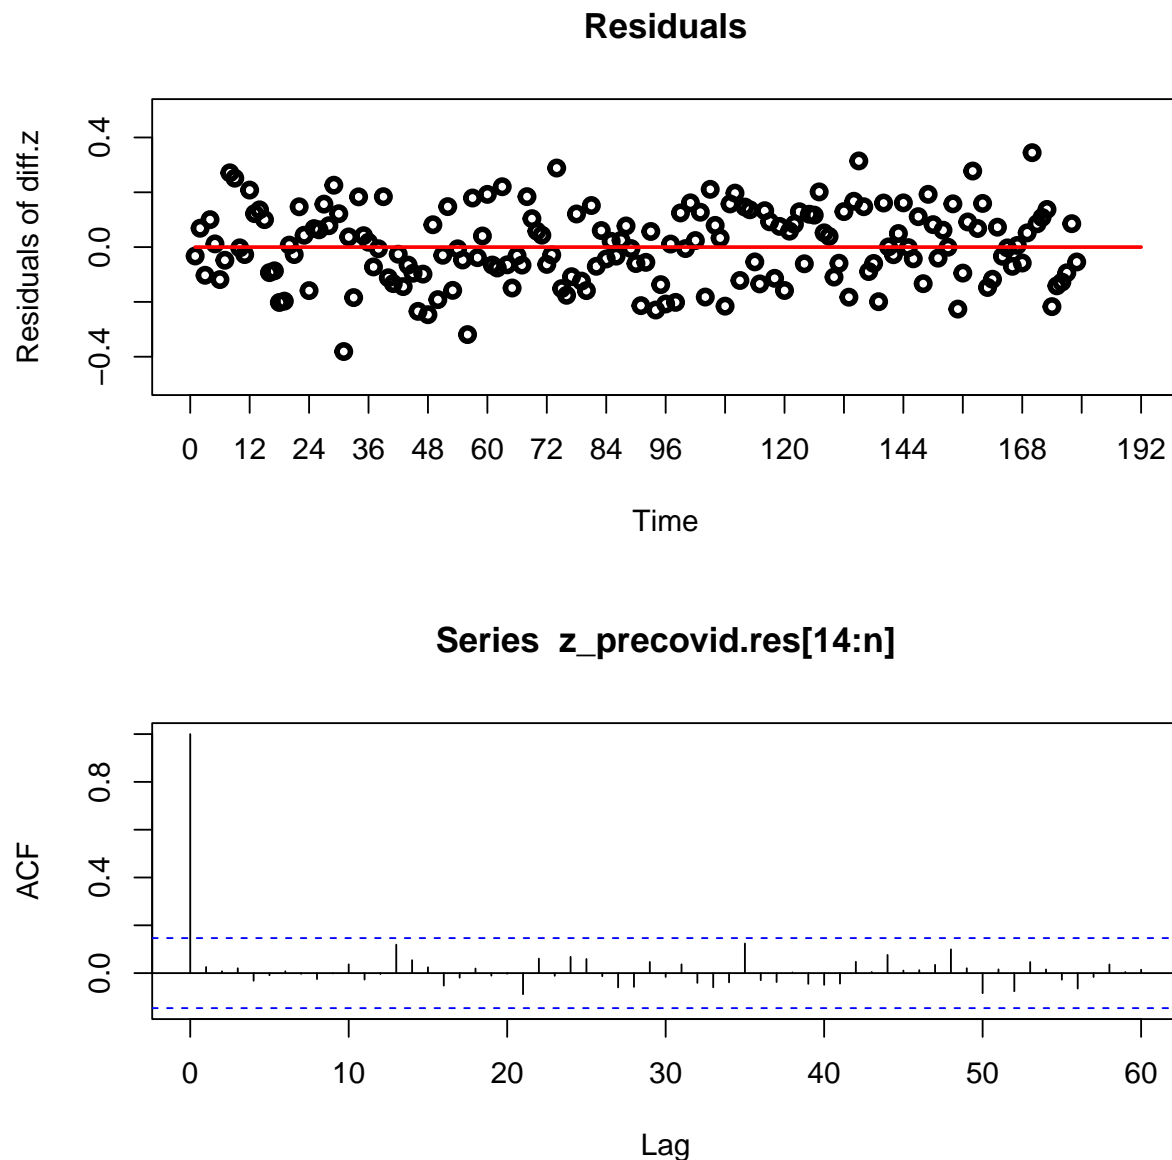 Residuals
Residuals of diff.z
0.4
0.0
−0.4
0 12 24 36 48 60 72 84 96 120 144 168 192
Time
Series z_precovid.res[14:n]
ACF
0.8
0.4
0.0
0 10 20 30 40 50 60
Lag